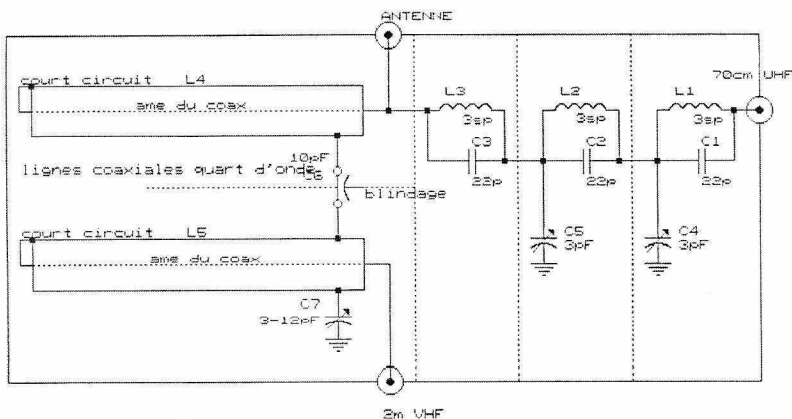 ANTENNE
court circuit L4
ame du coax
L3
3sp
C3
22p
L2
3sp
C2
22p
70cm UHF
L1
3sp
C1
22p
10pF
C6
lignes coaxiales quart d'onde
blindage
court circuit L5
ame du coax
C5
3pF
C4
3pF
C7
3-12pF
2m VHF